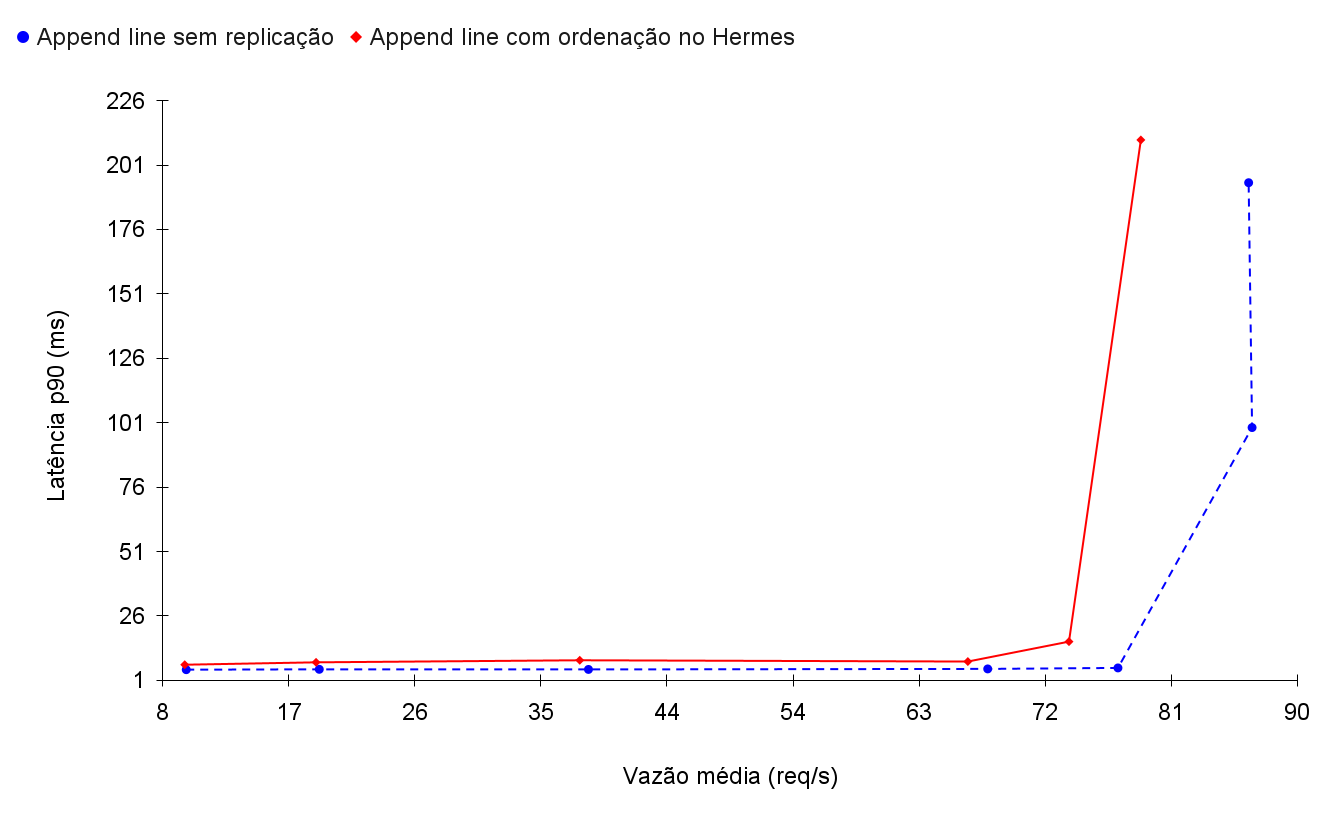 Append line sem replicação Append line com ordenação no Hermes
226
201
176
151
126
101
76
51
26
1
Latência p90 (ms)
8 17 26 35 44 54 63 72 81 90
Vazão média (req/s)